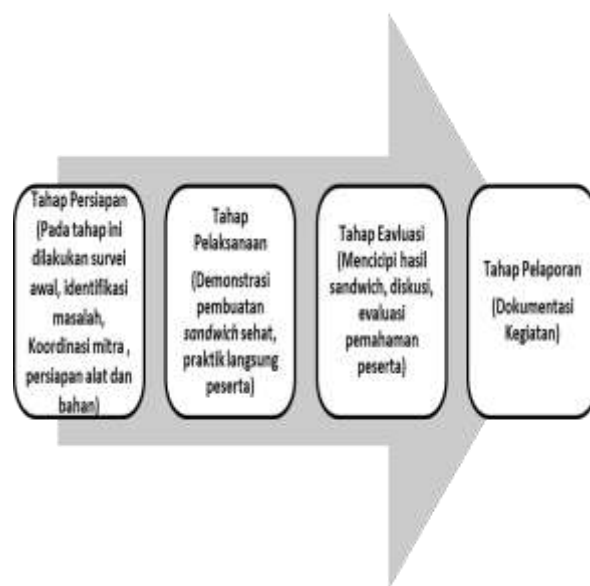 Tahap Persiapan
(Pada tahap ini
dilakukan survei
awal, identifikasi
masalah,
Koordinasi mitra ,
persiapan alat dan
bahan)
Tahap
Pelaksanaan
(Demonstrasi
pembuatan
sandwich sehat,
praktik langsung
peserta)
Tahap Eavluasi
(Mencicipi hasil
sandwich, diskusi,
evaluasi
pemahaman
peserta)
Tahap Pelaporan
(Dokumentasi
Kegiatan)